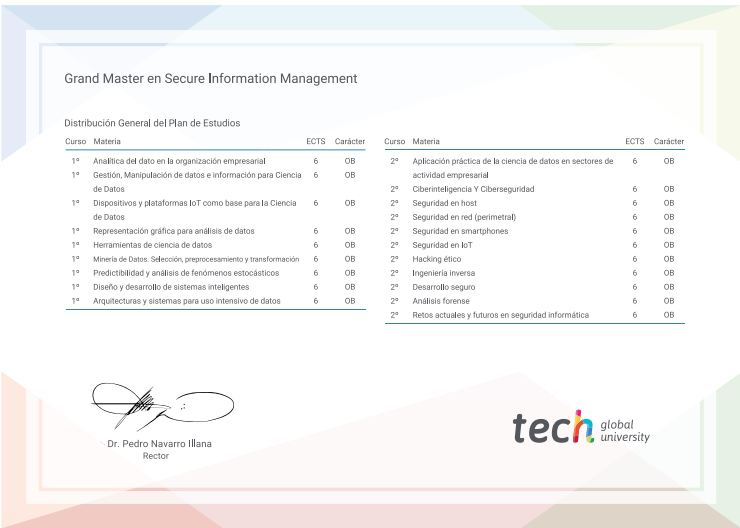 Grand Master en Secure Information Management
Distribución General del Plan de Estudios
Curso Materia ECTS Carácter
1º Analítica del dato en la organización empresarial 6 OB
1º Gestión, Manipulación de datos e información para Ciencia 6 OB
de Datos
1º Dispositivos y plataformas IoT como base para la Ciencia 6 OB
de Datos
1º Representación gráfica para análisis de datos 6 OB
1º Herramientas de ciencia de datos 6 OB
1º Minería de Datos. Selección, preprocesamiento y transformación 6 OB
1º Predictibilidad y análisis de fenómenos estocásticos 6 OB
1º Diseño y desarrollo de sistemas inteligentes 6 OB
1º Arquitecturas y sistemas para uso intensivo de datos 6 OB
Curso Materia ECTS Carácter
2º Aplicación práctica de la ciencia de datos en sectores de 6 OB
actividad empresarial
2º Ciberinteligencia Y Ciberseguridad 6 OB
2º Seguridad en host 6 OB
2º Seguridad en red (perimetral) 6 OB
2º Seguridad en smartphones 6 OB
2º Seguridad en IoT 6 OB
2º Hacking ético 6 OB
2º Ingeniería inversa 6 OB
2º Desarrollo seguro 6 OB
2º Análisis forense 6 OB
2º Retos actuales y futuros en seguridad informática 6 OB
Dr. Pedro Navarro Illana
Rector
tech global
university